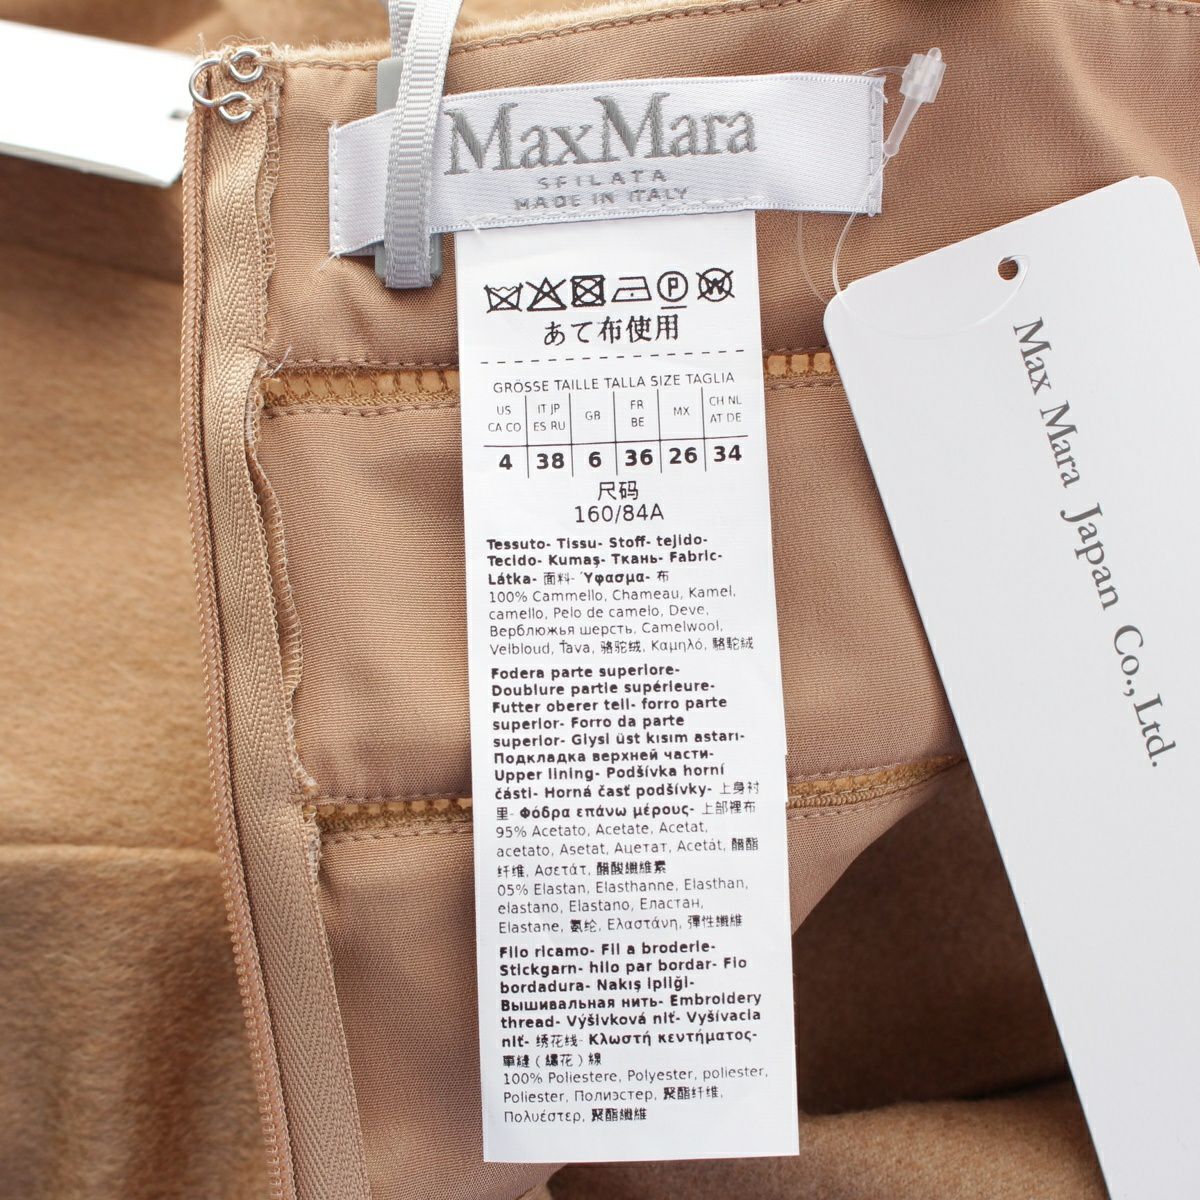 MaxMara
SFILATA
MADE IN ITALY
P W
あて布使用
GRÖSSE TAILLE TALLA SIZE TAGLIA
US CA CO
IT JP ES RU
GB
FR BE
MX
CH NL AT DE
4 38 6 36 26 34
尺码
160/84A
Tessuto- Tissu- Stoff- tejido-
Tecido- Kumaş- Ткань- Fabric-
Látka- 面料- Ύφασμα- 布
100% Cammello, Chameau, Kamel,
camello, Pelo de camelo, Deve,
Верблюжья шерсть, Camelwool,
Velbloud, Ťava, 骆驼绒, Καμηλό, 駱駝絨
Fodera parte superiore-
Doublure partie supérieure-
Futter oberer teil- forro parte
superior- Forro da parte
superior- Giysi üst kısım astarı-
Подкладка верхней части-
Upper lining- Podšívka horní
části- Horná časť podšívky- 上身衬
里- Φόδρα επάνω μέρους- 上部裡布
95% Acetato, Acetate, Acetat,
acetato, Asetat, Ацетат, Acetát, 醋酯
纤维, Ασετάτ, 醋酸纖維素
05% Elastan, Elasthanne, Elasthan,
elastano, Elastano, Еластан,
Elastane, 氨纶, Ελαστάνη, 彈性纖維
Filo ricamo- Fil a broderie-
Stickgarn- hilo par bordar- Fio
bordadura- Nakış ipliği-
Вышивальная нить- Embroidery
thread- Výšivková niť- Vyšívacia
niť- 绣花线- Κλωστή κεντήματος-
車縫（繡花）線
100% Poliestere, Polyester, poliester,
Poliester, Полиэстер, 聚酯纤维,
Πολυέστερ, 聚酯纖維
Max Mara Japan Co., Ltd.